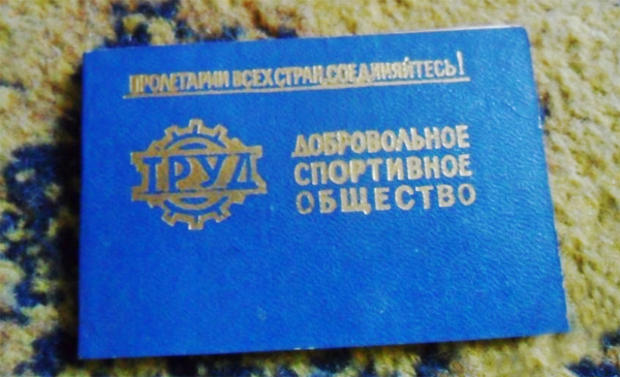 ПРОЛЕТАРИИ ВСЕХ СТРАН, СОЕДИНЯЙТЕСЬ!
ТРУД
ДОБРОВОЛЬНОЕ
СПОРТИВНОЕ
ОБЩЕСТВО